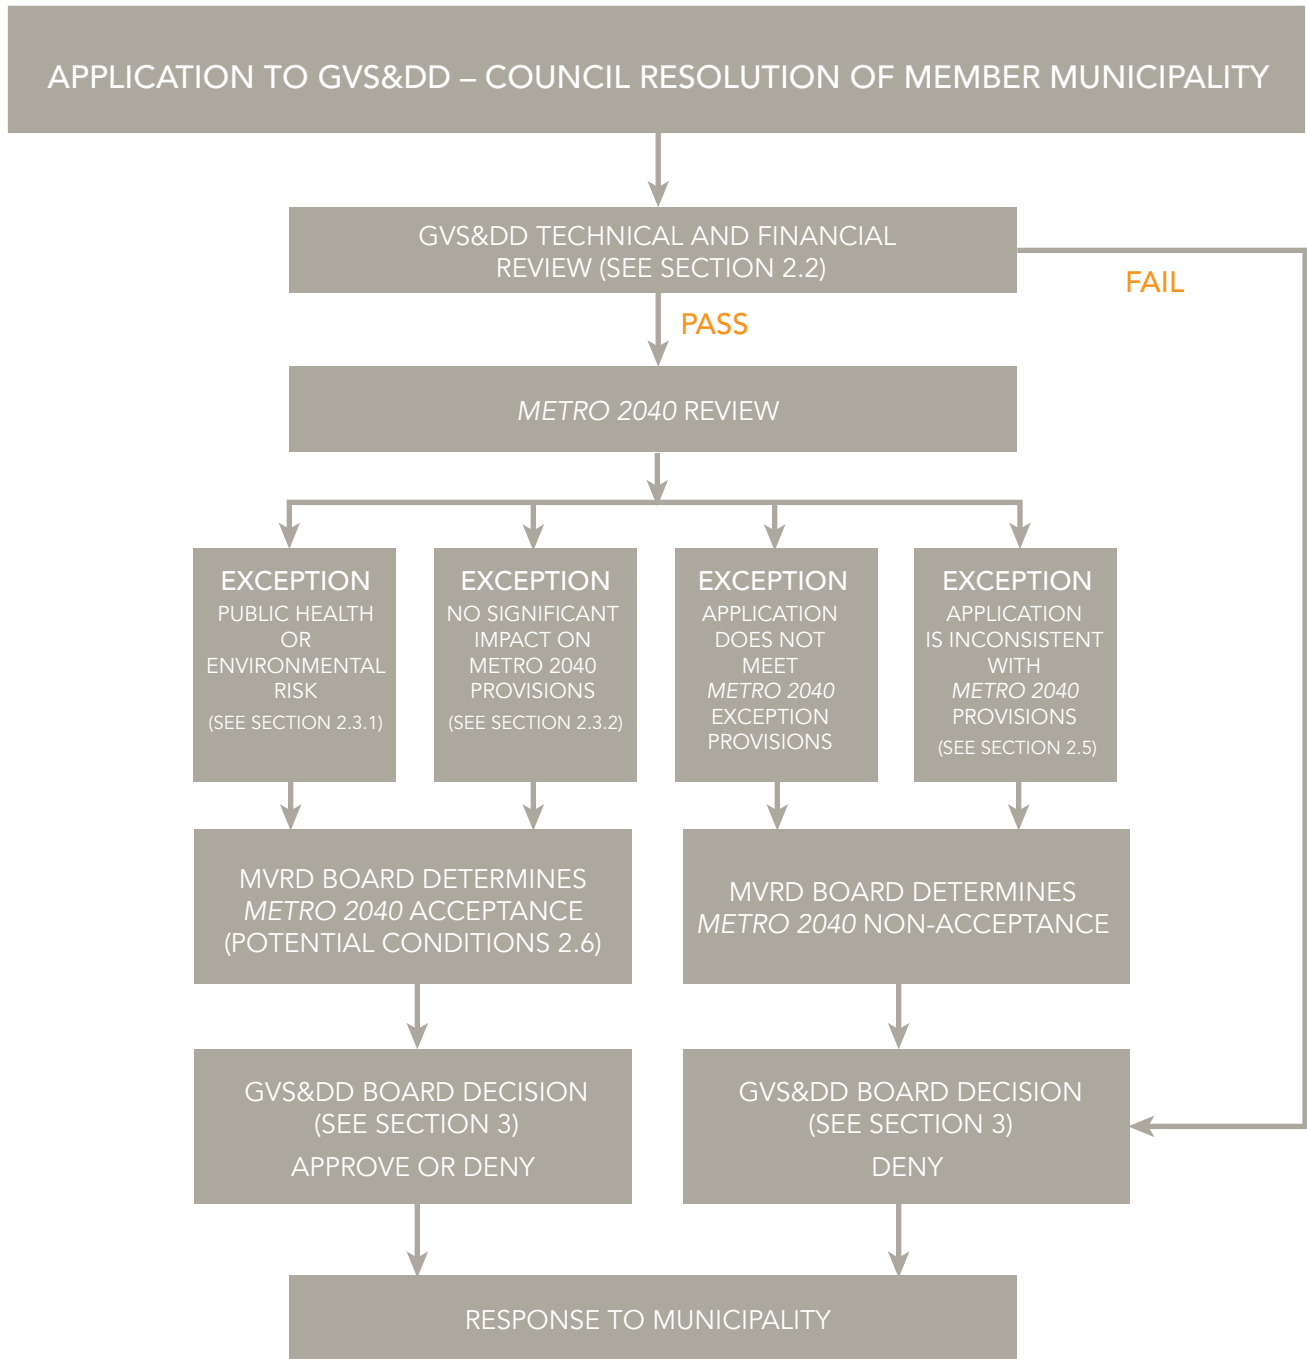 APPLICATION TO GVS&DD – COUNCIL RESOLUTION OF MEMBER MUNICIPALITY
GVS&DD TECHNICAL AND FINANCIAL
REVIEW (SEE SECTION 2.2)
FAIL
PASS
METRO 2040 REVIEW
EXCEPTION
PUBLIC HEALTH
OR
ENVIRONMENTAL
RISK
(SEE SECTION 2.3.1)
EXCEPTION
NO SIGNIFICANT
IMPACT ON
METRO 2040
PROVISIONS
(SEE SECTION 2.3.2)
EXCEPTION
APPLICATION
DOES NOT
MEET
METRO 2040
EXCEPTION
PROVISIONS
EXCEPTION
APPLICATION
IS INCONSISTENT
WITH
METRO 2040
PROVISIONS
(SEE SECTION 2.5)
MVRD BOARD DETERMINES
METRO 2040 ACCEPTANCE
(POTENTIAL CONDITIONS 2.6)
MVRD BOARD DETERMINES
METRO 2040 NON-ACCEPTANCE
GVS&DD BOARD DECISION
(SEE SECTION 3)
APPROVE OR DENY
GVS&DD BOARD DECISION
(SEE SECTION 3)
DENY
RESPONSE TO MUNICIPALITY